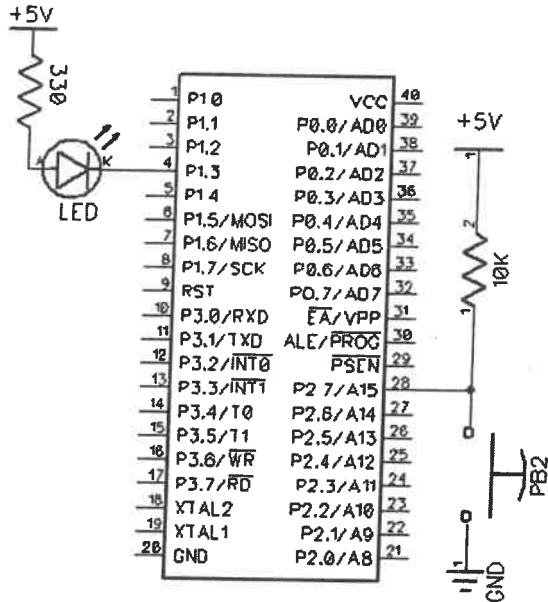 +5V
330
A
K
LED
+5V
1
2
10K
1
PB2
1
GND
1 P1 0 VCC 40
2 P1.1 P0.0/AD0 39
3 P1.2 P0.1/AD1 38
4 P1.3 P0.2/AD2 37
5 P1 4 P0.3/AD3 36
6 P1.5/MOSI P0.4/AD4 35
7 P1.6/MISO P0.5/AD5 34
8 P1.7/SCK P0.6/AD6 33
9 RST P0.7/AD7 32
10 P3.0/RXD EA/VPP 31
11 P3.1/TXD ALE/PROG 30
12 P3.2/INT0 PSEN 29
13 P3.3/INT1 P2 7/A15 28
14 P3.4/T0 P2.6/A14 27
15 P3.5/T1 P2.5/A13 26
16 P3.6/WR P2.4/A12 25
17 P3.7/RD P2.3/A11 24
18 XTAL2 P2.2/A10 23
19 XTAL1 P2.1/A9 22
20 GND P2.0/A8 21